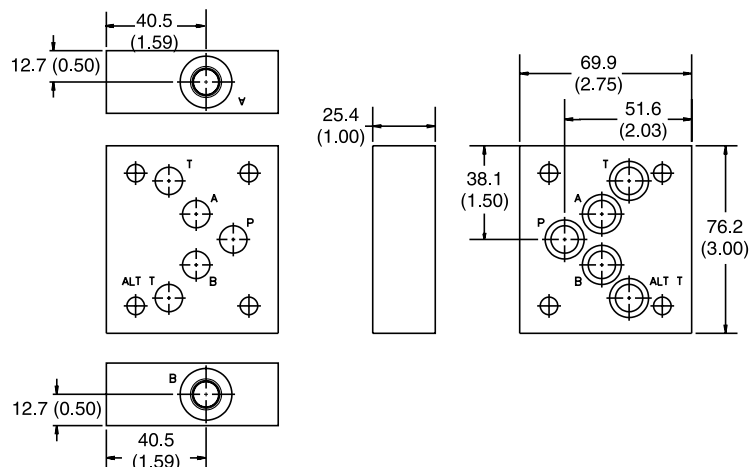 40.5
(1.59)
12.7 (0.50)
A
69.9
(2.75)
51.6
(2.03)
25.4
(1.00)
38.1
(1.50)
76.2
(3.00)
T
A
P
B
ALT T
T
A
P
B
ALT T
B
12.7 (0.50)
40.5
(1.59)